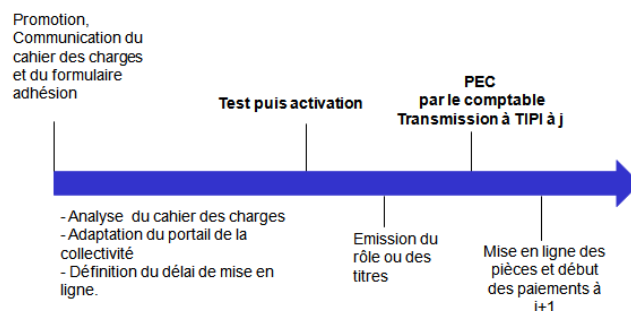 Promotion,
Communication du
cahier des charges
et du formulaire
adhésion
Test puis activation
PEC
par le comptable
Transmission à TIPI à j
- Analyse du cahier des charges
- Adaptation du portail de la
collectivité
- Définition du délai de mise en
ligne.
Emission du
rôle ou des
titres
Mise en ligne des
pièces et début
des paiements à
j+1